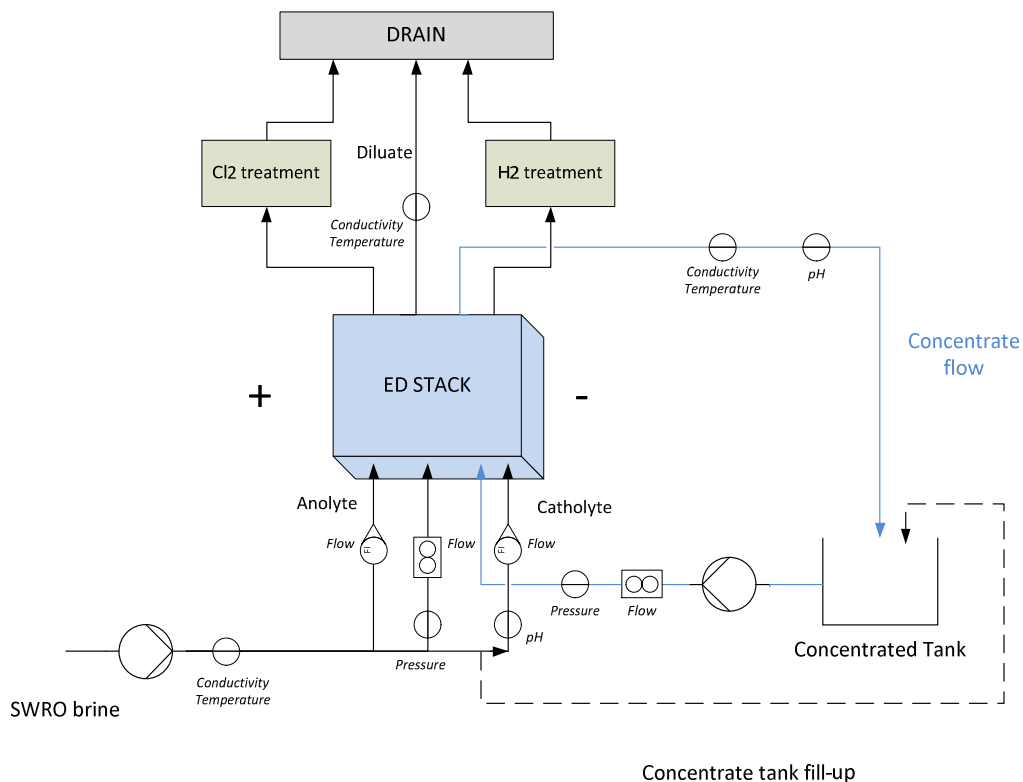 DRAIN
Cl2 treatment
Diluate
H2 treatment
Conductivity
Temperature
Conductivity
Temperature
pH
Concentrate
flow
ED STACK
+
-
Anolyte
Catholyte
Flow
FI
Flow
FI
Flow
Pressure
Flow
pH
Pressure
Concentrated Tank
Conductivity
Temperature
SWRO brine
Concentrate tank fill-up